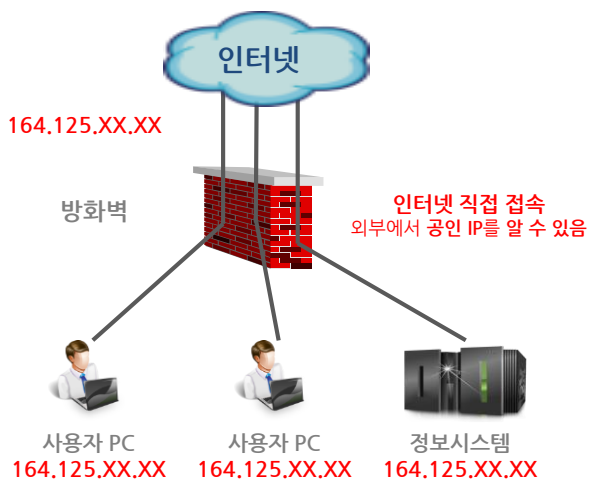 인터넷
164.125.XX.XX
방화벽
인터넷 직접 접속
외부에서 공인 IP를 알 수 있음
사용자 PC
164.125.XX.XX
사용자 PC
164.125.XX.XX
정보시스템
164.125.XX.XX